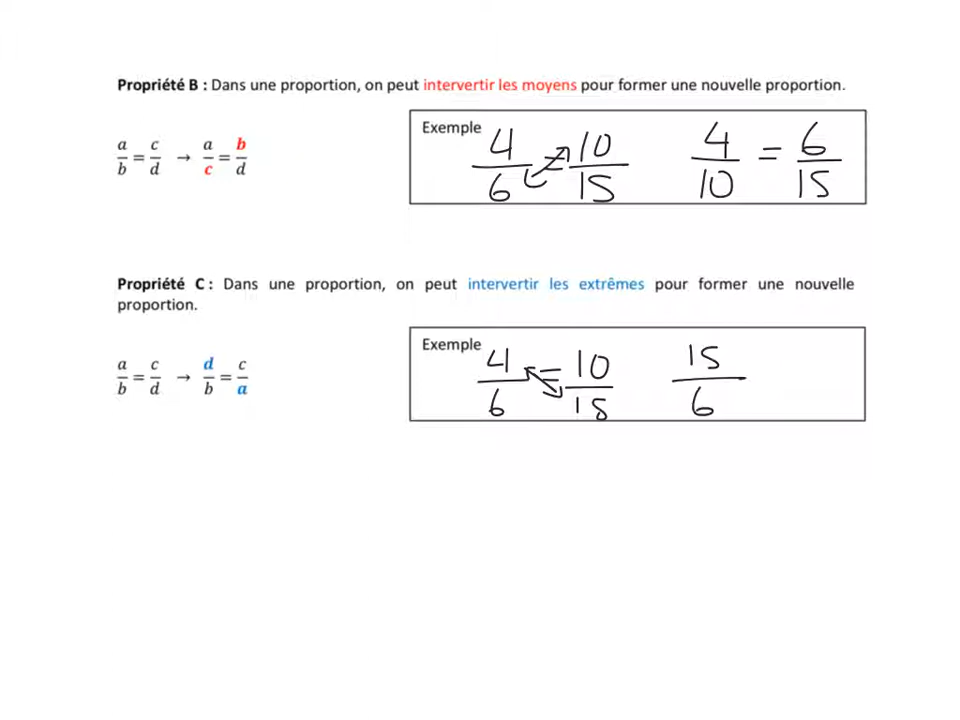 Propriété B : Dans une proportion, on peut intervertir les moyens pour former une nouvelle proportion.
a/b = c/d → a/c = b/d
Exemple
4/6 = 10/15 4/10 = 6/15
Propriété C : Dans une proportion, on peut intervertir les extrêmes pour former une nouvelle
proportion.
a/b = c/d → d/b = c/a
Exemple
4/6 = 10/15 15/6